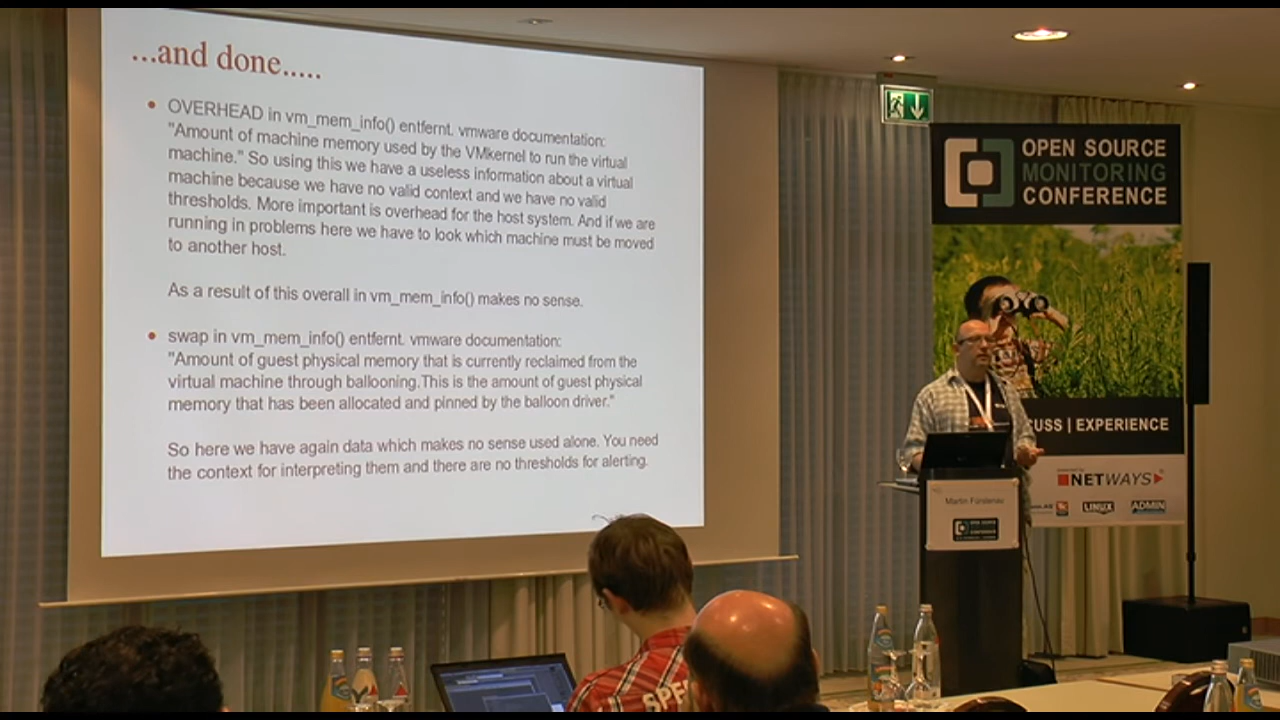 ...and done.....
OVERHEAD in vm_mem_info() entfernt. vmware documentation:
"Amount of machine memory used by the VMkernel to run the virtual
machine." So using this we have a useless information about a virtual
machine because we have no valid context and we have no valid
thresholds. More important is overhead for the host system. And if we are
running in problems here we have to look which machine must be moved
to another host.
As a result of this overall in vm_mem_info() makes no sense.
swap in vm_mem_info() entfernt. vmware documentation:
"Amount of guest physical memory that is currently reclaimed from the
virtual machine through ballooning.This is the amount of guest physical
memory that has been allocated and pinned by the balloon driver."
So here we have again data which makes no sense used alone. You need
the context for interpreting them and there are no thresholds for alerting.
OPEN SOURCE
MONITORING
CONFERENCE
CUSS | EXPERIENCE
NETWAYS
LINUX
ADMIN
Martin Fürstenau
OPEN SOURCE
MONITORING
CONFERENCE
SPE